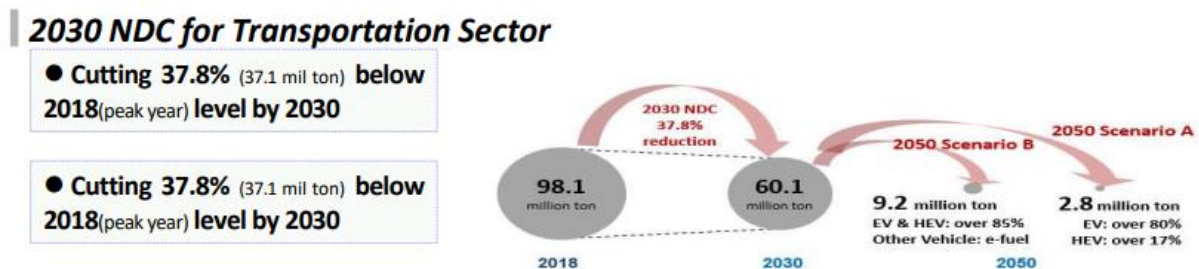 2030 NDC for Transportation Sector
● Cutting 37.8% (37.1 mil ton) below
2018(peak year) level by 2030
● Cutting 37.8% (37.1 mil ton) below
2018(peak year) level by 2030
2030 NDC
37.8%
reduction
2050 Scenario B
2050 Scenario A
98.1
million ton
60.1
million ton
9.2 million ton
EV & HEV: over 85%
Other Vehicle: e-fuel
2.8 million ton
EV: over 80%
HEV: over 17%
2018
2030
2050